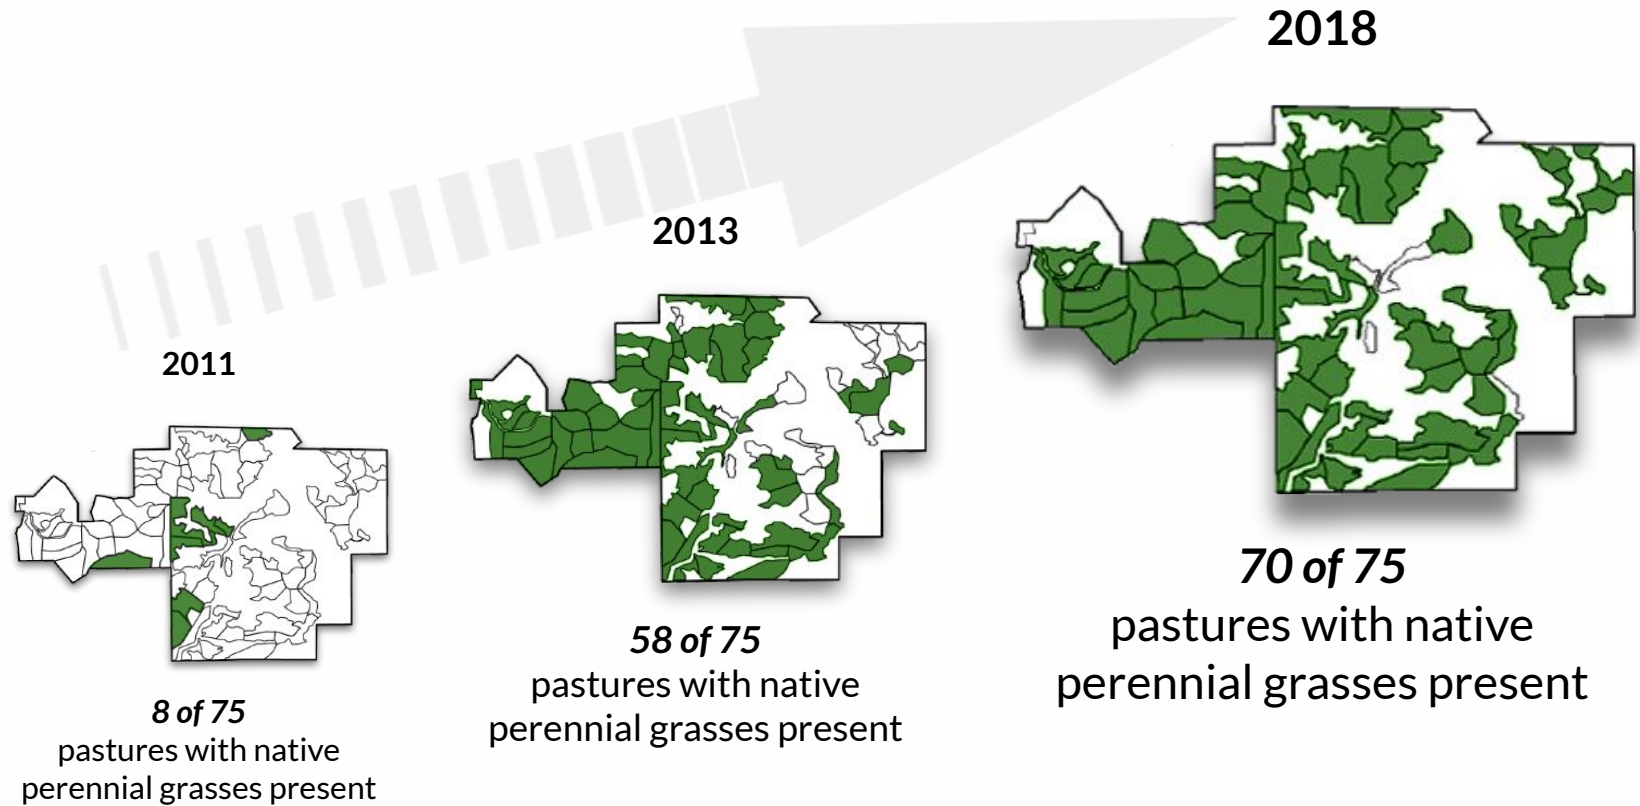 2011
8 of 75
pastures with native
perennial grasses present
2013
58 of 75
pastures with native
perennial grasses present
2018
70 of 75
pastures with native
perennial grasses present